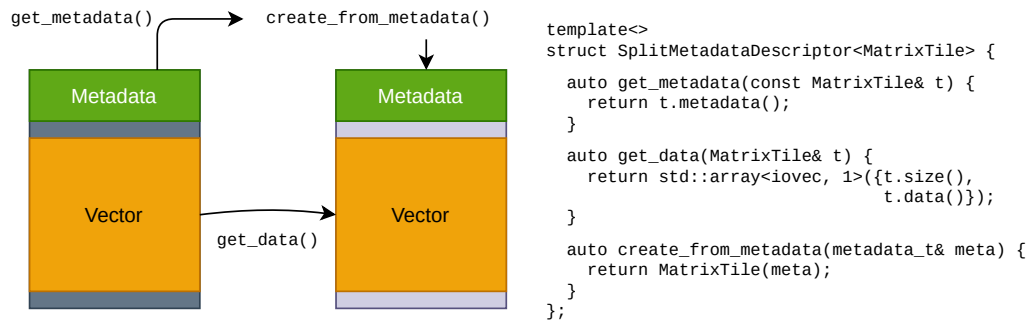 get_metadata()
create_from_metadata()
Metadata
Metadata
Vector
Vector
get_data()
template<>
struct SplitMetadataDescriptor<MatrixTile> {
  auto get_metadata(const MatrixTile& t) {
    return t.metadata();
  }
  auto get_data(MatrixTile& t) {
    return std::array<iovec, 1>({t.size(),
                                 t.data()});
  }
  auto create_from_metadata(metadata_t& meta) {
    return MatrixTile(meta);
  }
};